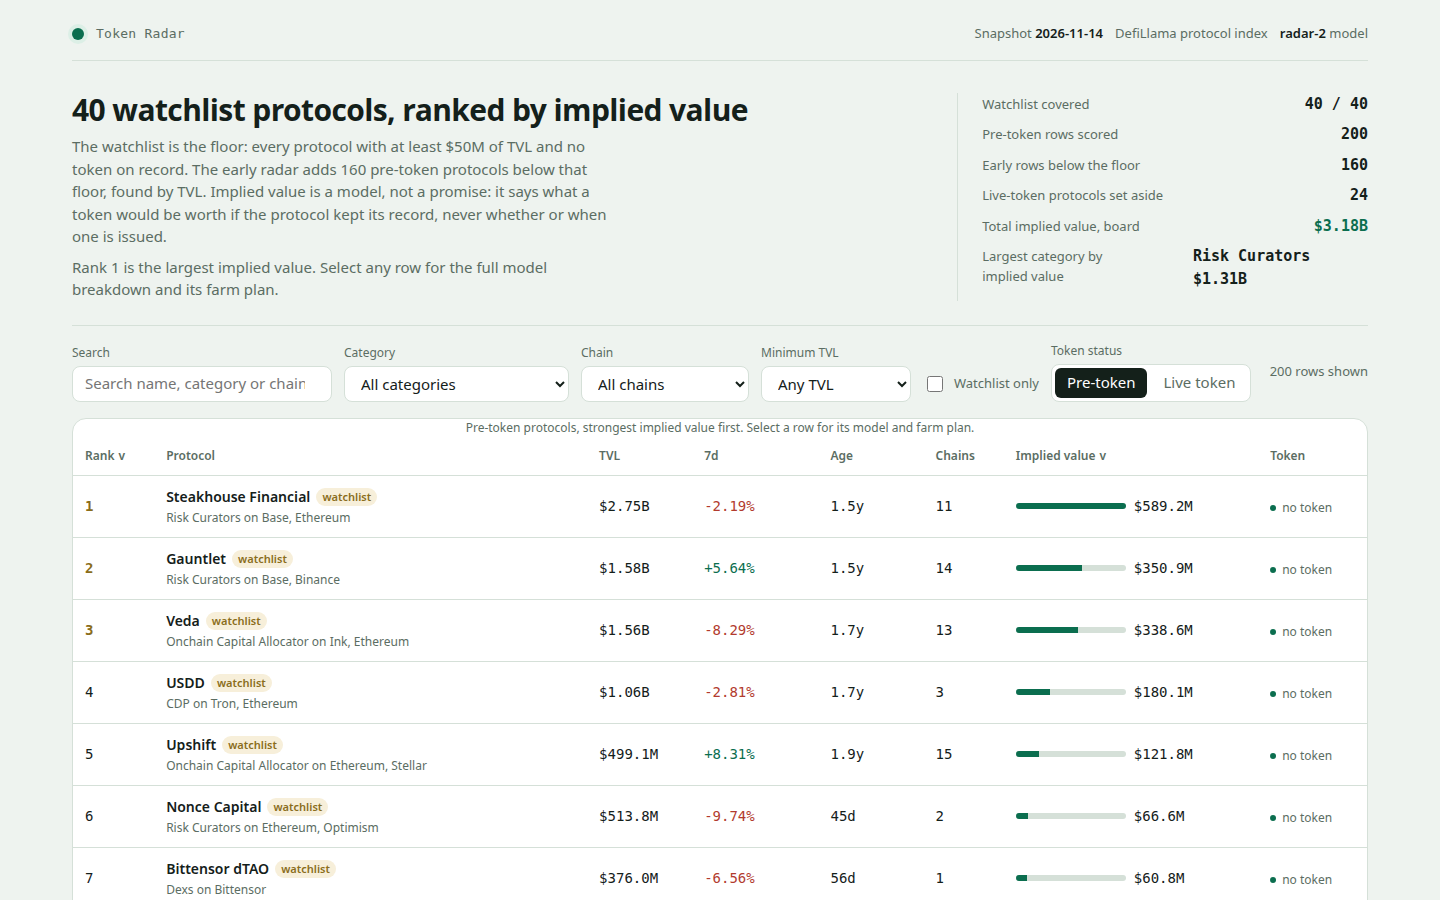 Token Radar
Snapshot 2026-11-14 DefiLlama protocol index radar-2 model
40 watchlist protocols, ranked by implied value
The watchlist is the floor: every protocol with at least $50M of TVL and no
token on record. The early radar adds 160 pre-token protocols below that
floor, found by TVL. Implied value is a model, not a promise: it says what a
token would be worth if the protocol kept its record, never whether or when
one is issued.
Rank 1 is the largest implied value. Select any row for the full model
breakdown and its farm plan.
Watchlist covered 40 / 40
Pre-token rows scored 200
Early rows below the floor 160
Live-token protocols set aside 24
Total implied value, board $3.18B
Largest category by
implied value
Risk Curators
$1.31B
Search
Search name, category or chain
Category
All categories
Chain
All chains
Minimum TVL
Any TVL
Watchlist only
Token status
Pre-token Live token
200 rows shown
Pre-token protocols, strongest implied value first. Select a row for its model and farm plan.
Rank v Protocol TVL 7d Age Chains Implied value v Token
1 Steakhouse Financial watchlist $2.75B -2.19% 1.5y 11 $589.2M no token
Risk Curators on Base, Ethereum
2 Gauntlet watchlist $1.58B +5.64% 1.5y 14 $350.9M no token
Risk Curators on Base, Binance
3 Veda watchlist $1.56B -8.29% 1.7y 13 $338.6M no token
Onchain Capital Allocator on Ink, Ethereum
4 USDD watchlist $1.06B -2.81% 1.7y 3 $180.1M no token
CDP on Tron, Ethereum
5 Upshift watchlist $499.1M +8.31% 1.9y 15 $121.8M no token
Onchain Capital Allocator on Ethereum, Stellar
6 Nonce Capital watchlist $513.8M -9.74% 45d 2 $66.6M no token
Risk Curators on Ethereum, Optimism
7 Bittensor dTAO watchlist $376.0M -6.56% 56d 1 $60.8M no token
Dexs on Bittensor